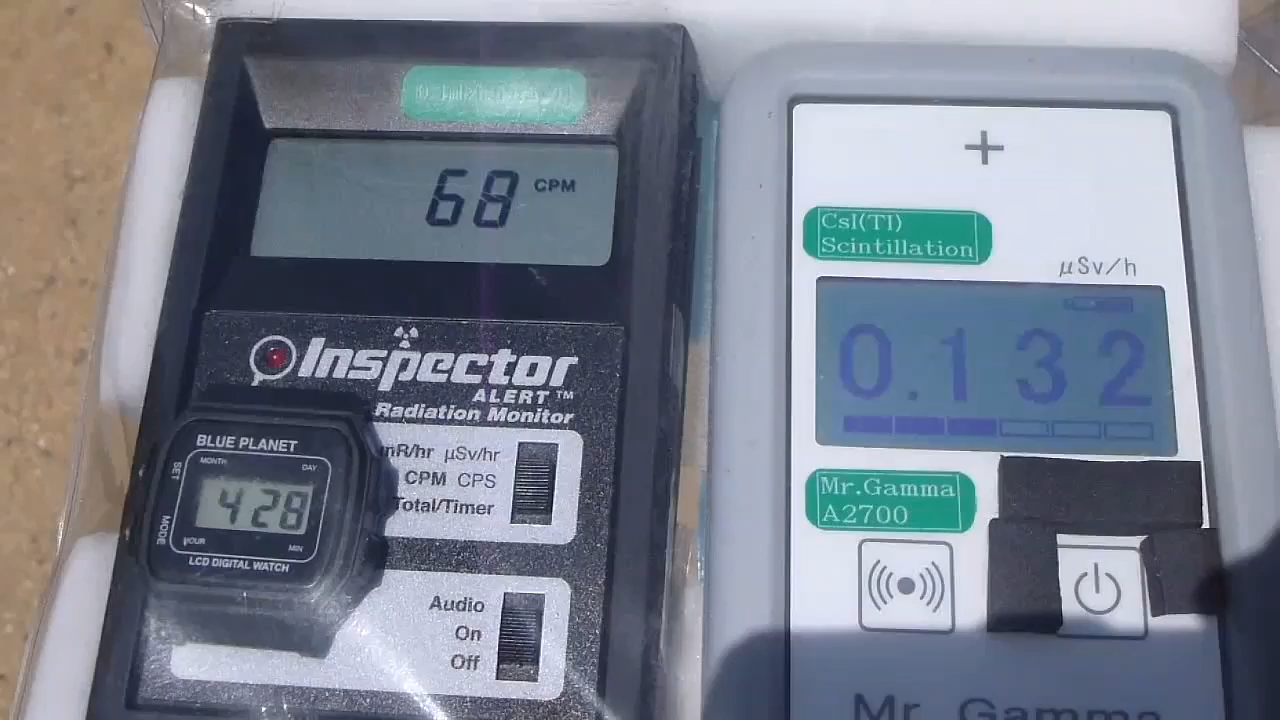 68 CPM
Inspector
ALERT™
Radiation Monitor
mR/hr µSv/hr
CPM CPS
Total/Timer
Audio
On
Off
BLUE PLANET
MONTH DAY
SET
4 28
MODE
HOUR MIN
LCD DIGITAL WATCH
+
CsI(Tl)
Scintillation
µSv/h
0.132
Mr.Gamma
A2700
Mr. Gamma